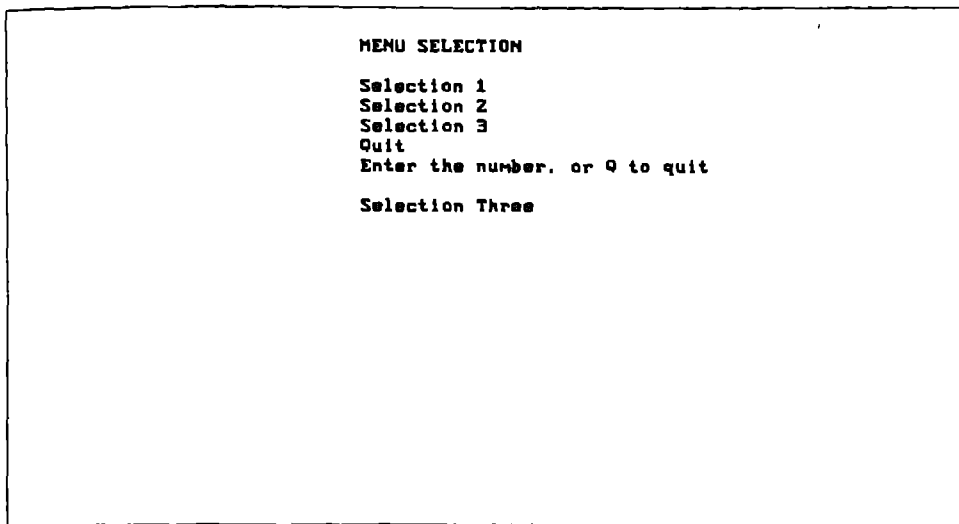 MENU SELECTION
Selection 1
Selection 2
Selection 3
Quit
Enter the number, or Q to quit
Selection Three